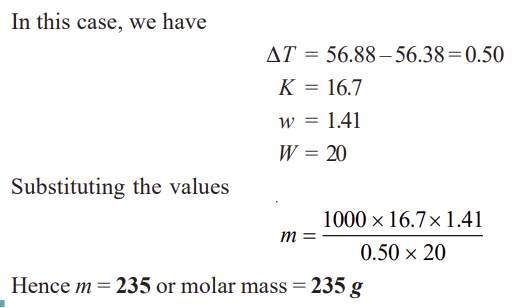 In this case, we have
ΔT = 56.88 – 56.38 = 0.50
K = 16.7
w = 1.41
W = 20
Substituting the values
m = (1000 × 16.7 × 1.41) / (0.50 × 20)
Hence m = 235 or molar mass = 235 g